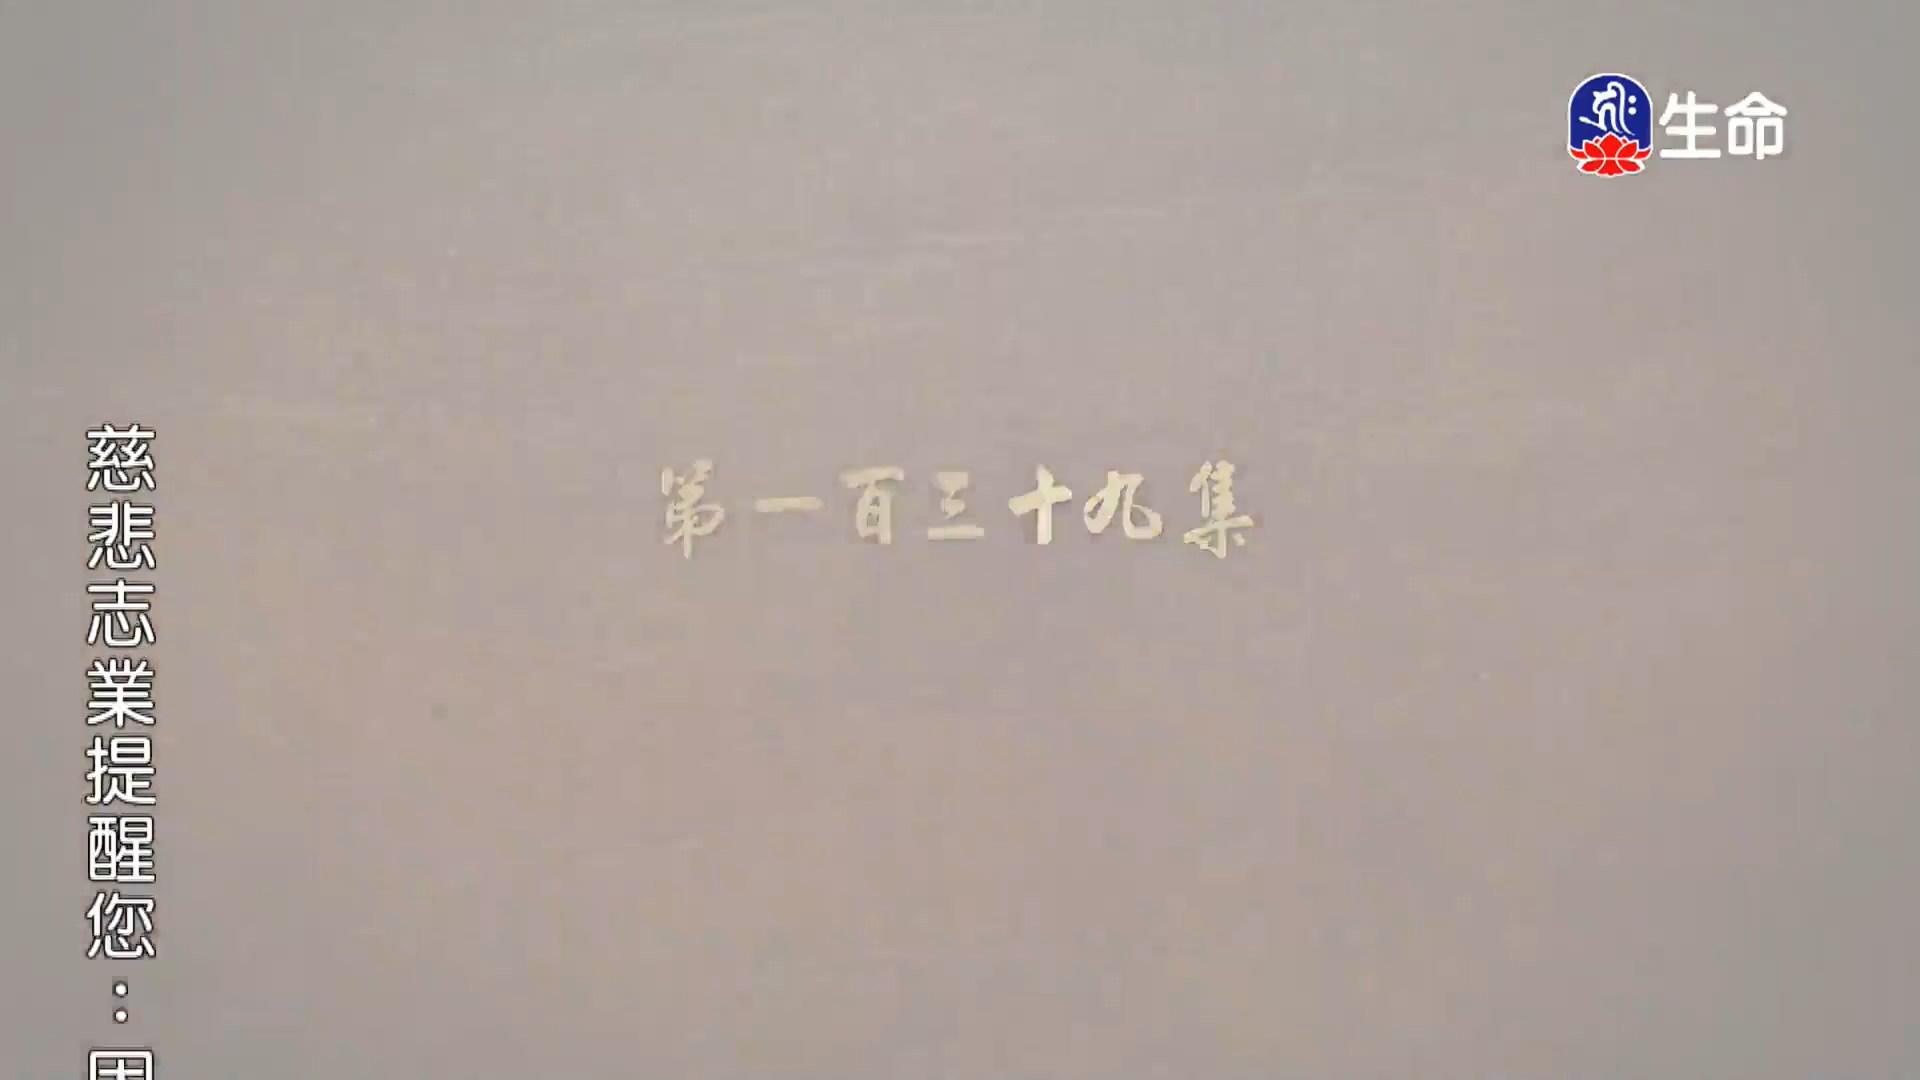 生命
第一百三十九集
慈悲志業提醒您：